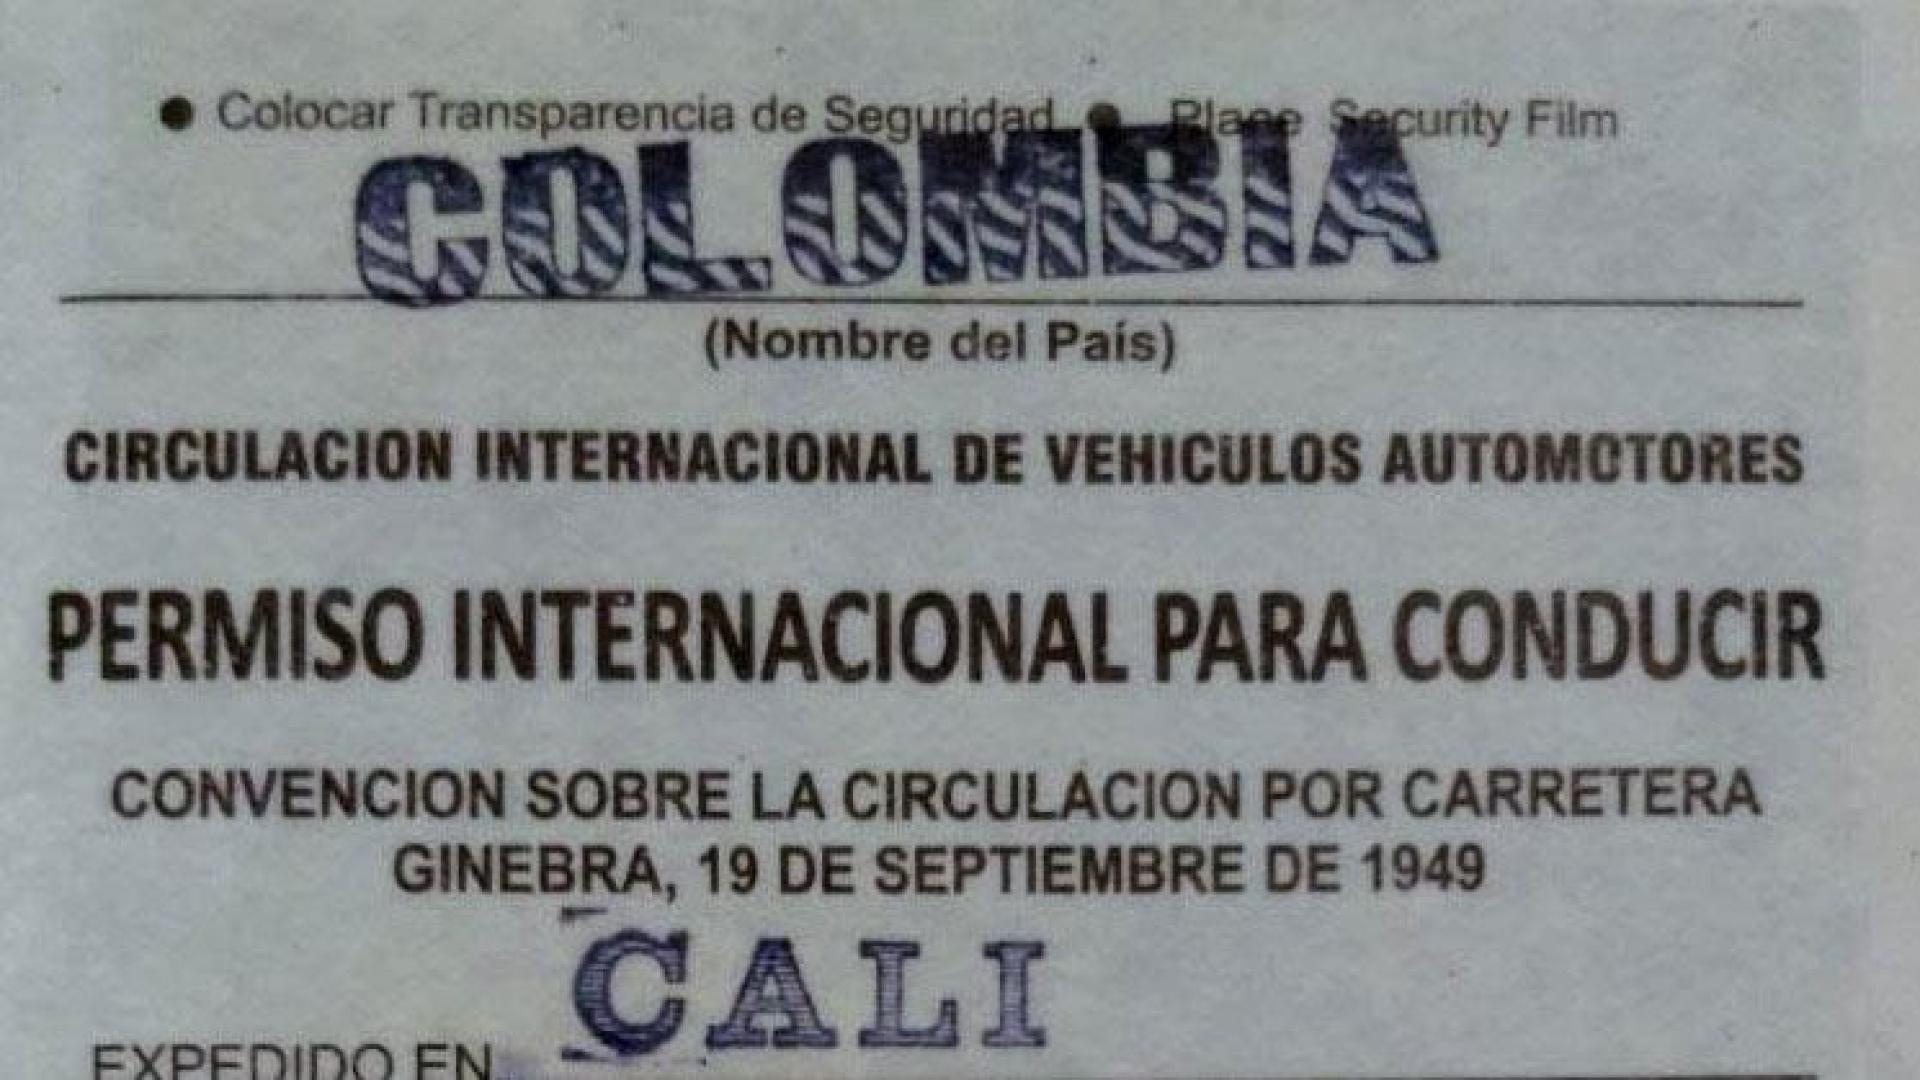 ● Colocar Transparencia de Seguridad ● Place Security Film
COLOMBIA
(Nombre del País)
CIRCULACION INTERNACIONAL DE VEHICULOS AUTOMOTORES
PERMISO INTERNACIONAL PARA CONDUCIR
CONVENCION SOBRE LA CIRCULACION POR CARRETERA
GINEBRA, 19 DE SEPTIEMBRE DE 1949
CALI
EXPEDIDO EN